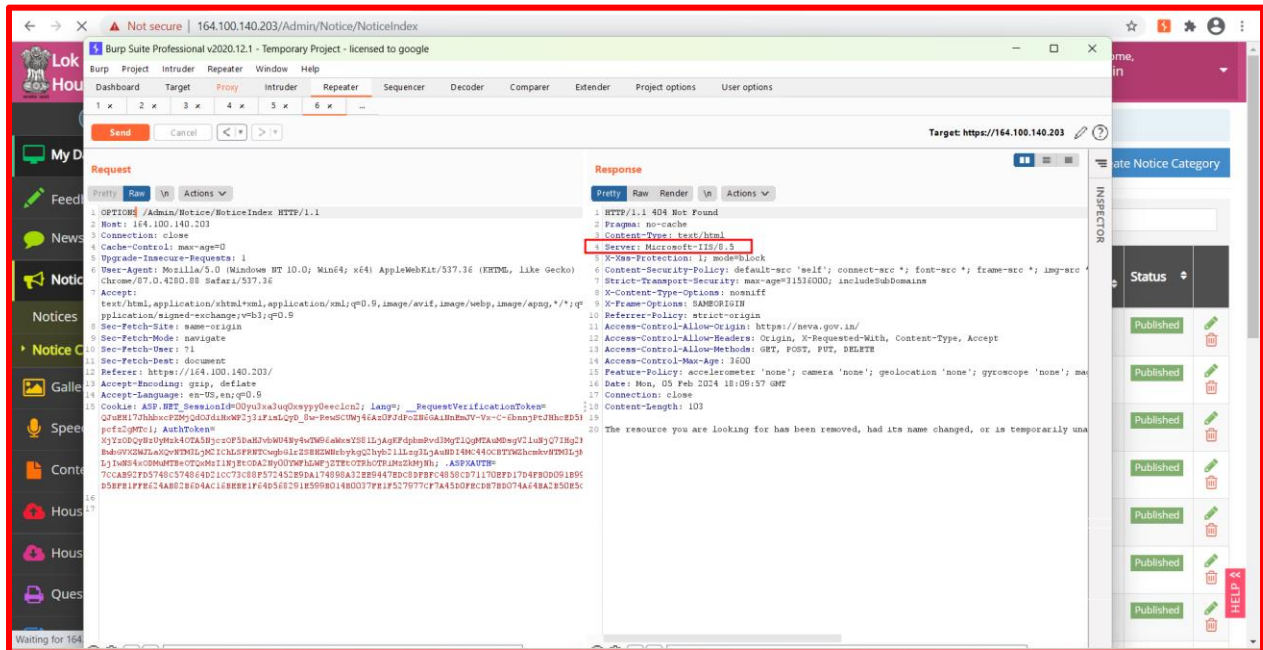 Not secure | 164.100.140.203/Admin/Notice/NoticeIndex
Burp Suite Professional v2020.12.1 - Temporary Project - licensed to google
Burp Project Intruder Repeater Window Help
Dashboard Target Proxy Intruder Repeater Sequencer Decoder Comparer Extender Project options User options
1 × 2 × 3 × 4 × 5 × 6 × ...
Send Cancel < >
Target: https://164.100.140.203
Request
Pretty Raw \n Actions
1 OPTIONS /Admin/Notice/NoticeIndex HTTP/1.1
2 Host: 164.100.140.203
3 Connection: close
4 Cache-Control: max-age=0
5 Upgrade-Insecure-Requests: 1
6 User-Agent: Mozilla/5.0 (Windows NT 10.0; Win64; x64) AppleWebKit/537.36 (KHTML, like Gecko)
Chrome/87.0.4280.88 Safari/537.36
7 Accept:
text/html,application/xhtml+xml,application/xml;q=0.9,image/avif,image/webp,image/apng,*/*;q=
pplication/signed-exchange;v=b3;q=0.9
8 Sec-Fetch-Site: same-origin
9 Sec-Fetch-Mode: navigate
10 Sec-Fetch-User: ?1
11 Sec-Fetch-Dest: document
12 Referer: https://164.100.140.203/
13 Accept-Encoding: gzip, deflate
14 Accept-Language: en-US,en;q=0.9
15 Cookie: ASP.NET_SessionId= lang=; __RequestVerificationToken=
AuthToken=
.ASPXAUTH=
16
17
Response
Pretty Raw Render \n Actions
1 HTTP/1.1 404 Not Found
2 Pragma: no-cache
3 Content-Type: text/html
4 Server: Microsoft-IIS/8.5
5 X-Xss-Protection: 1; mode=block
6 Content-Security-Policy: default-src 'self'; connect-src *; font-src *; frame-src *; img-src *
7 Strict-Transport-Security: max-age=31536000; includeSubDomains
8 X-Content-Type-Options: nosniff
9 X-Frame-Options: SAMEORIGIN
10 Referrer-Policy: strict-origin
11 Access-Control-Allow-Origin: https://neva.gov.in/
12 Access-Control-Allow-Headers: Origin, X-Requested-With, Content-Type, Accept
13 Access-Control-Allow-Methods: GET, POST, PUT, DELETE
14 Access-Control-Max-Age: 3600
15 Feature-Policy: accelerometer 'none'; camera 'none'; geolocation 'none'; gyroscope 'none';
16 Date: Mon, 05 Feb 2024 18:09:57 GMT
17 Connection: close
18 Content-Length: 103
19
20 The resource you are looking for has been removed, had its name changed, or is temporarily una
INSPECTOR
Lok
Hou
My D
Feed
News
Notic
Notices
Notice C
Galle
Speec
Conte
Hous
Hous
Ques
Waiting for 164.
ome,
in
ate Notice Category
Status
Published
Published
Published
Published
Published
Published
Published
HELP <<